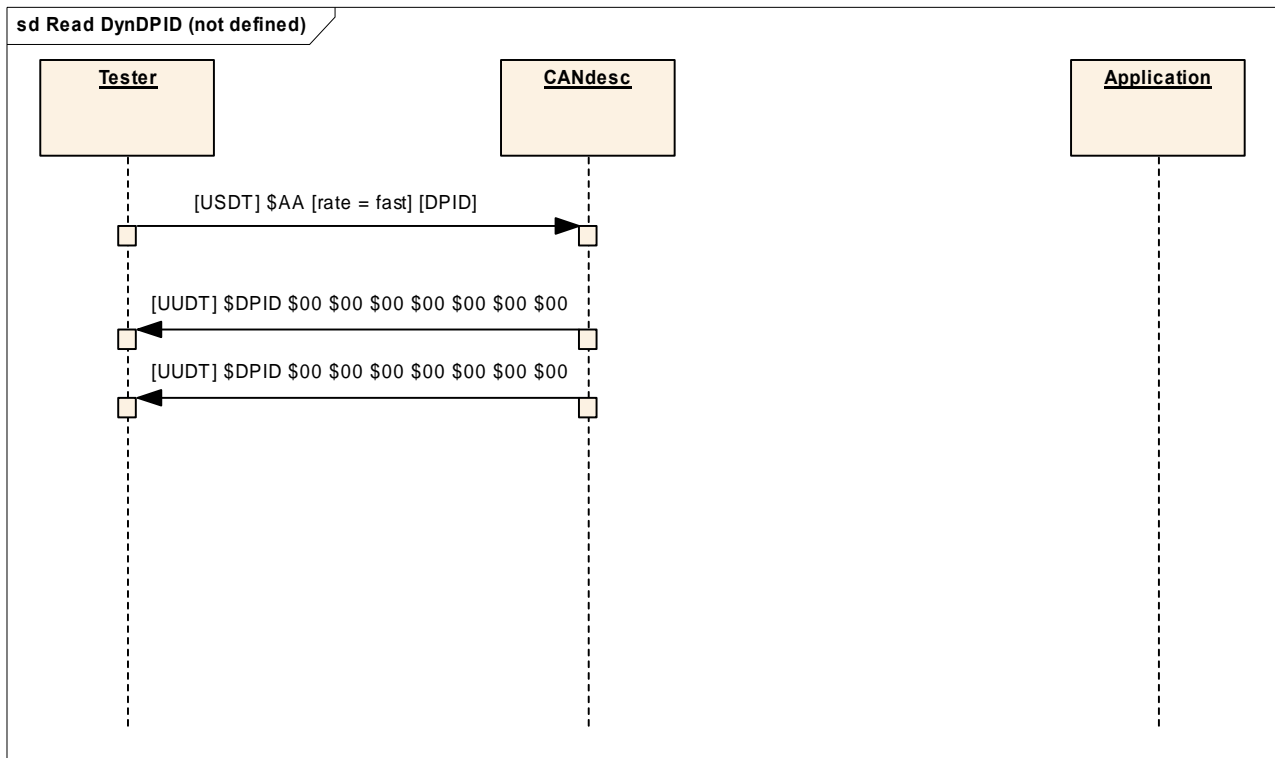 sd Read DynDPID (not defined)
Tester
CANdesc
Application
[USDT] $AA [rate = fast] [DPID]
[UUDT] $DPID $00 $00 $00 $00 $00 $00 $00
[UUDT] $DPID $00 $00 $00 $00 $00 $00 $00